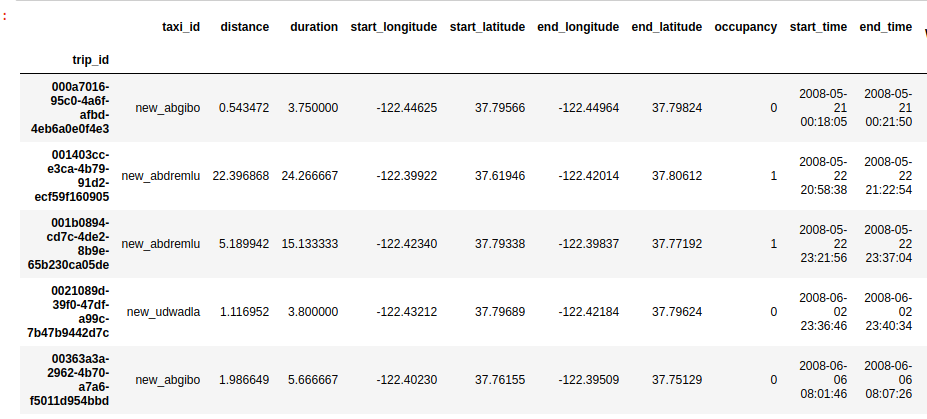 :
taxi_id distance duration start_longitude start_latitude end_longitude end_latitude occupancy start_time end_time
trip_id
000a7016-
95c0-4a6f-
afbd-
4eb6a0e0f4e3 new_abgibo 0.543472 3.750000 -122.44625 37.79566 -122.44964 37.79824 0 2008-05-
21
00:18:05 2008-05-
21
00:21:50
001403cc-
e3ca-4b79-
91d2-
ecf59f160905 new_abdremlu 22.396868 24.266667 -122.39922 37.61946 -122.42014 37.80612 1 2008-05-
22
20:58:38 2008-05-
22
21:22:54
001b0894-
cd7c-4de2-
8b9e-
65b230ca05de new_abdremlu 5.189942 15.133333 -122.42340 37.79338 -122.39837 37.77192 1 2008-05-
22
23:21:56 2008-05-
22
23:37:04
0021089d-
39f0-47df-
a99c-
7b47b9442d7c new_udwadla 1.116952 3.800000 -122.43212 37.79689 -122.42184 37.79624 0 2008-06-
02
23:36:46 2008-06-
02
23:40:34
00363a3a-
2962-4b70-
a7a6-
f5011d954bbd new_abgibo 1.986649 5.666667 -122.40230 37.76155 -122.39509 37.75129 0 2008-06-
06
08:01:46 2008-06-
06
08:07:26